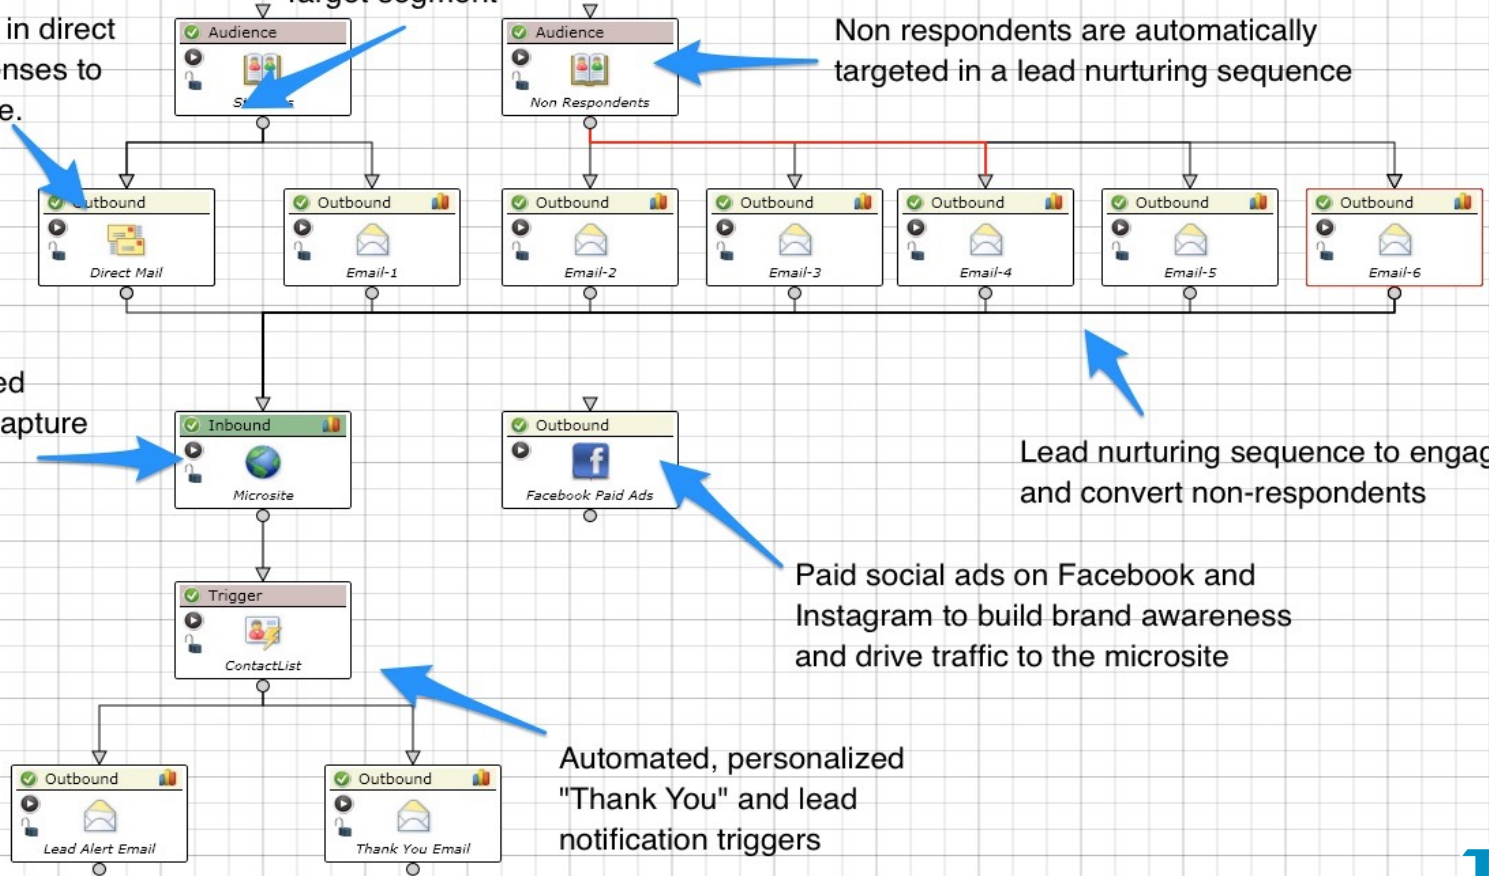 target segment
in direct
nses to
e.
Audience
Audience
Non Respondents
Non respondents are automatically
targeted in a lead nurturing sequence
Outbound
Direct Mail
Outbound
Email-1
Outbound
Email-2
Outbound
Email-3
Outbound
Email-4
Outbound
Email-5
Outbound
Email-6
ed
apture
Inbound
Microsite
Outbound
Facebook Paid Ads
Lead nurturing sequence to engag
and convert non-respondents
Paid social ads on Facebook and
Instagram to build brand awareness
and drive traffic to the microsite
Trigger
ContactList
Automated, personalized
"Thank You" and lead
notification triggers
Outbound
Lead Alert Email
Outbound
Thank You Email